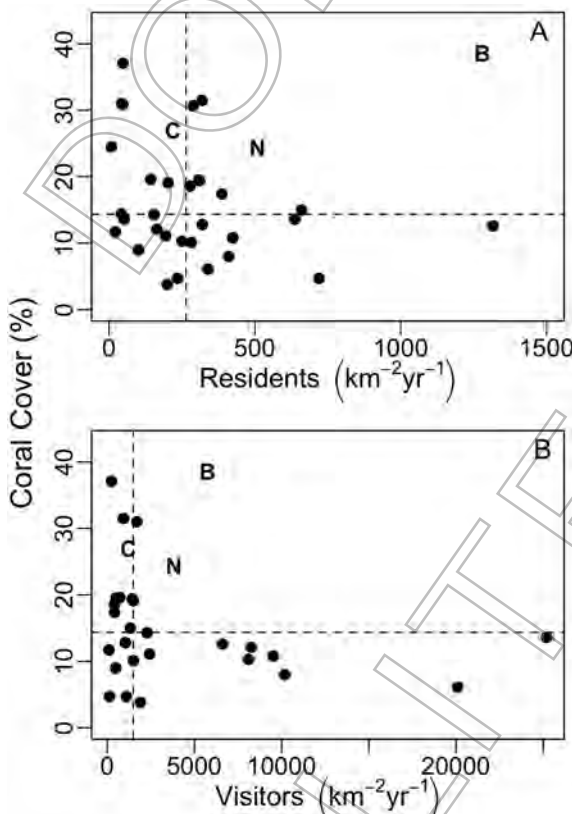 A
B
C
N
40
30
20
10
0
0 500 1000 1500
Residents (km⁻²yr⁻¹)
Coral Cover (%)
B
B
C
N
40
30
20
10
0
0 5000 10000 20000
Visitors (km⁻²yr⁻¹)